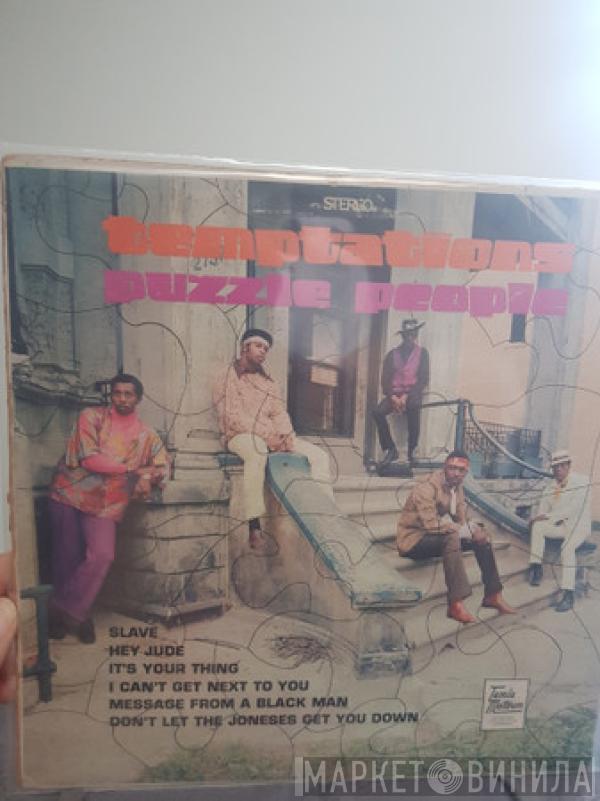 STEREO
temptations
puzzle people
SLAVE
HEY JUDE
IT'S YOUR THING
I CAN'T GET NEXT TO YOU
MESSAGE FROM A BLACK MAN
DON'T LET THE JONESES GET YOU DOWN
Tamla
Motown
МАРКЕТ ВИНИЛА